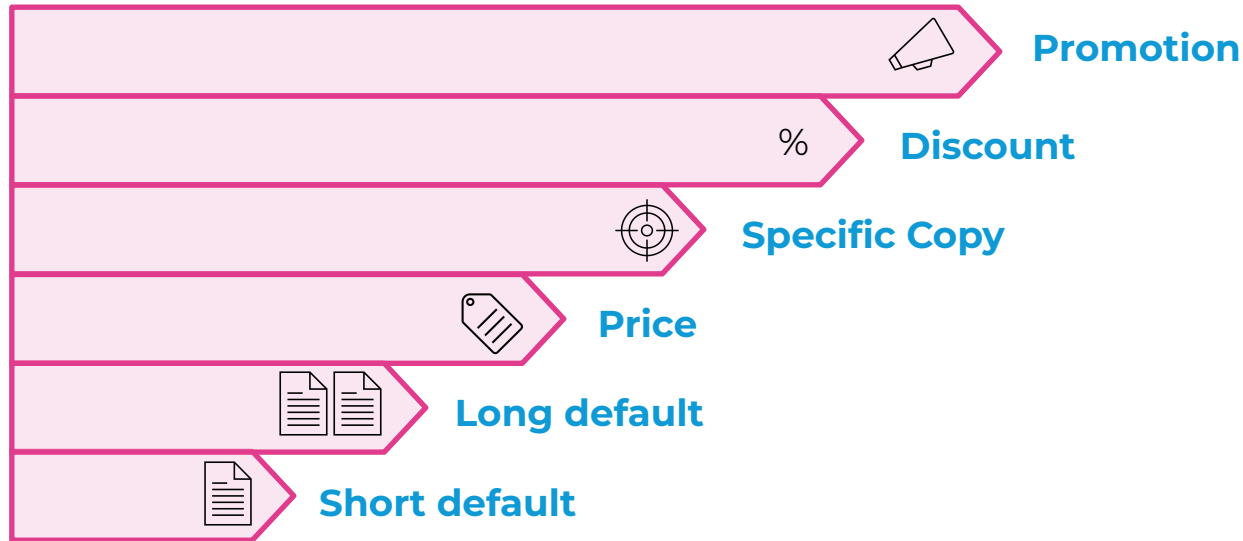 Promotion
%
Discount
Specific Copy
Price
Long default
Short default